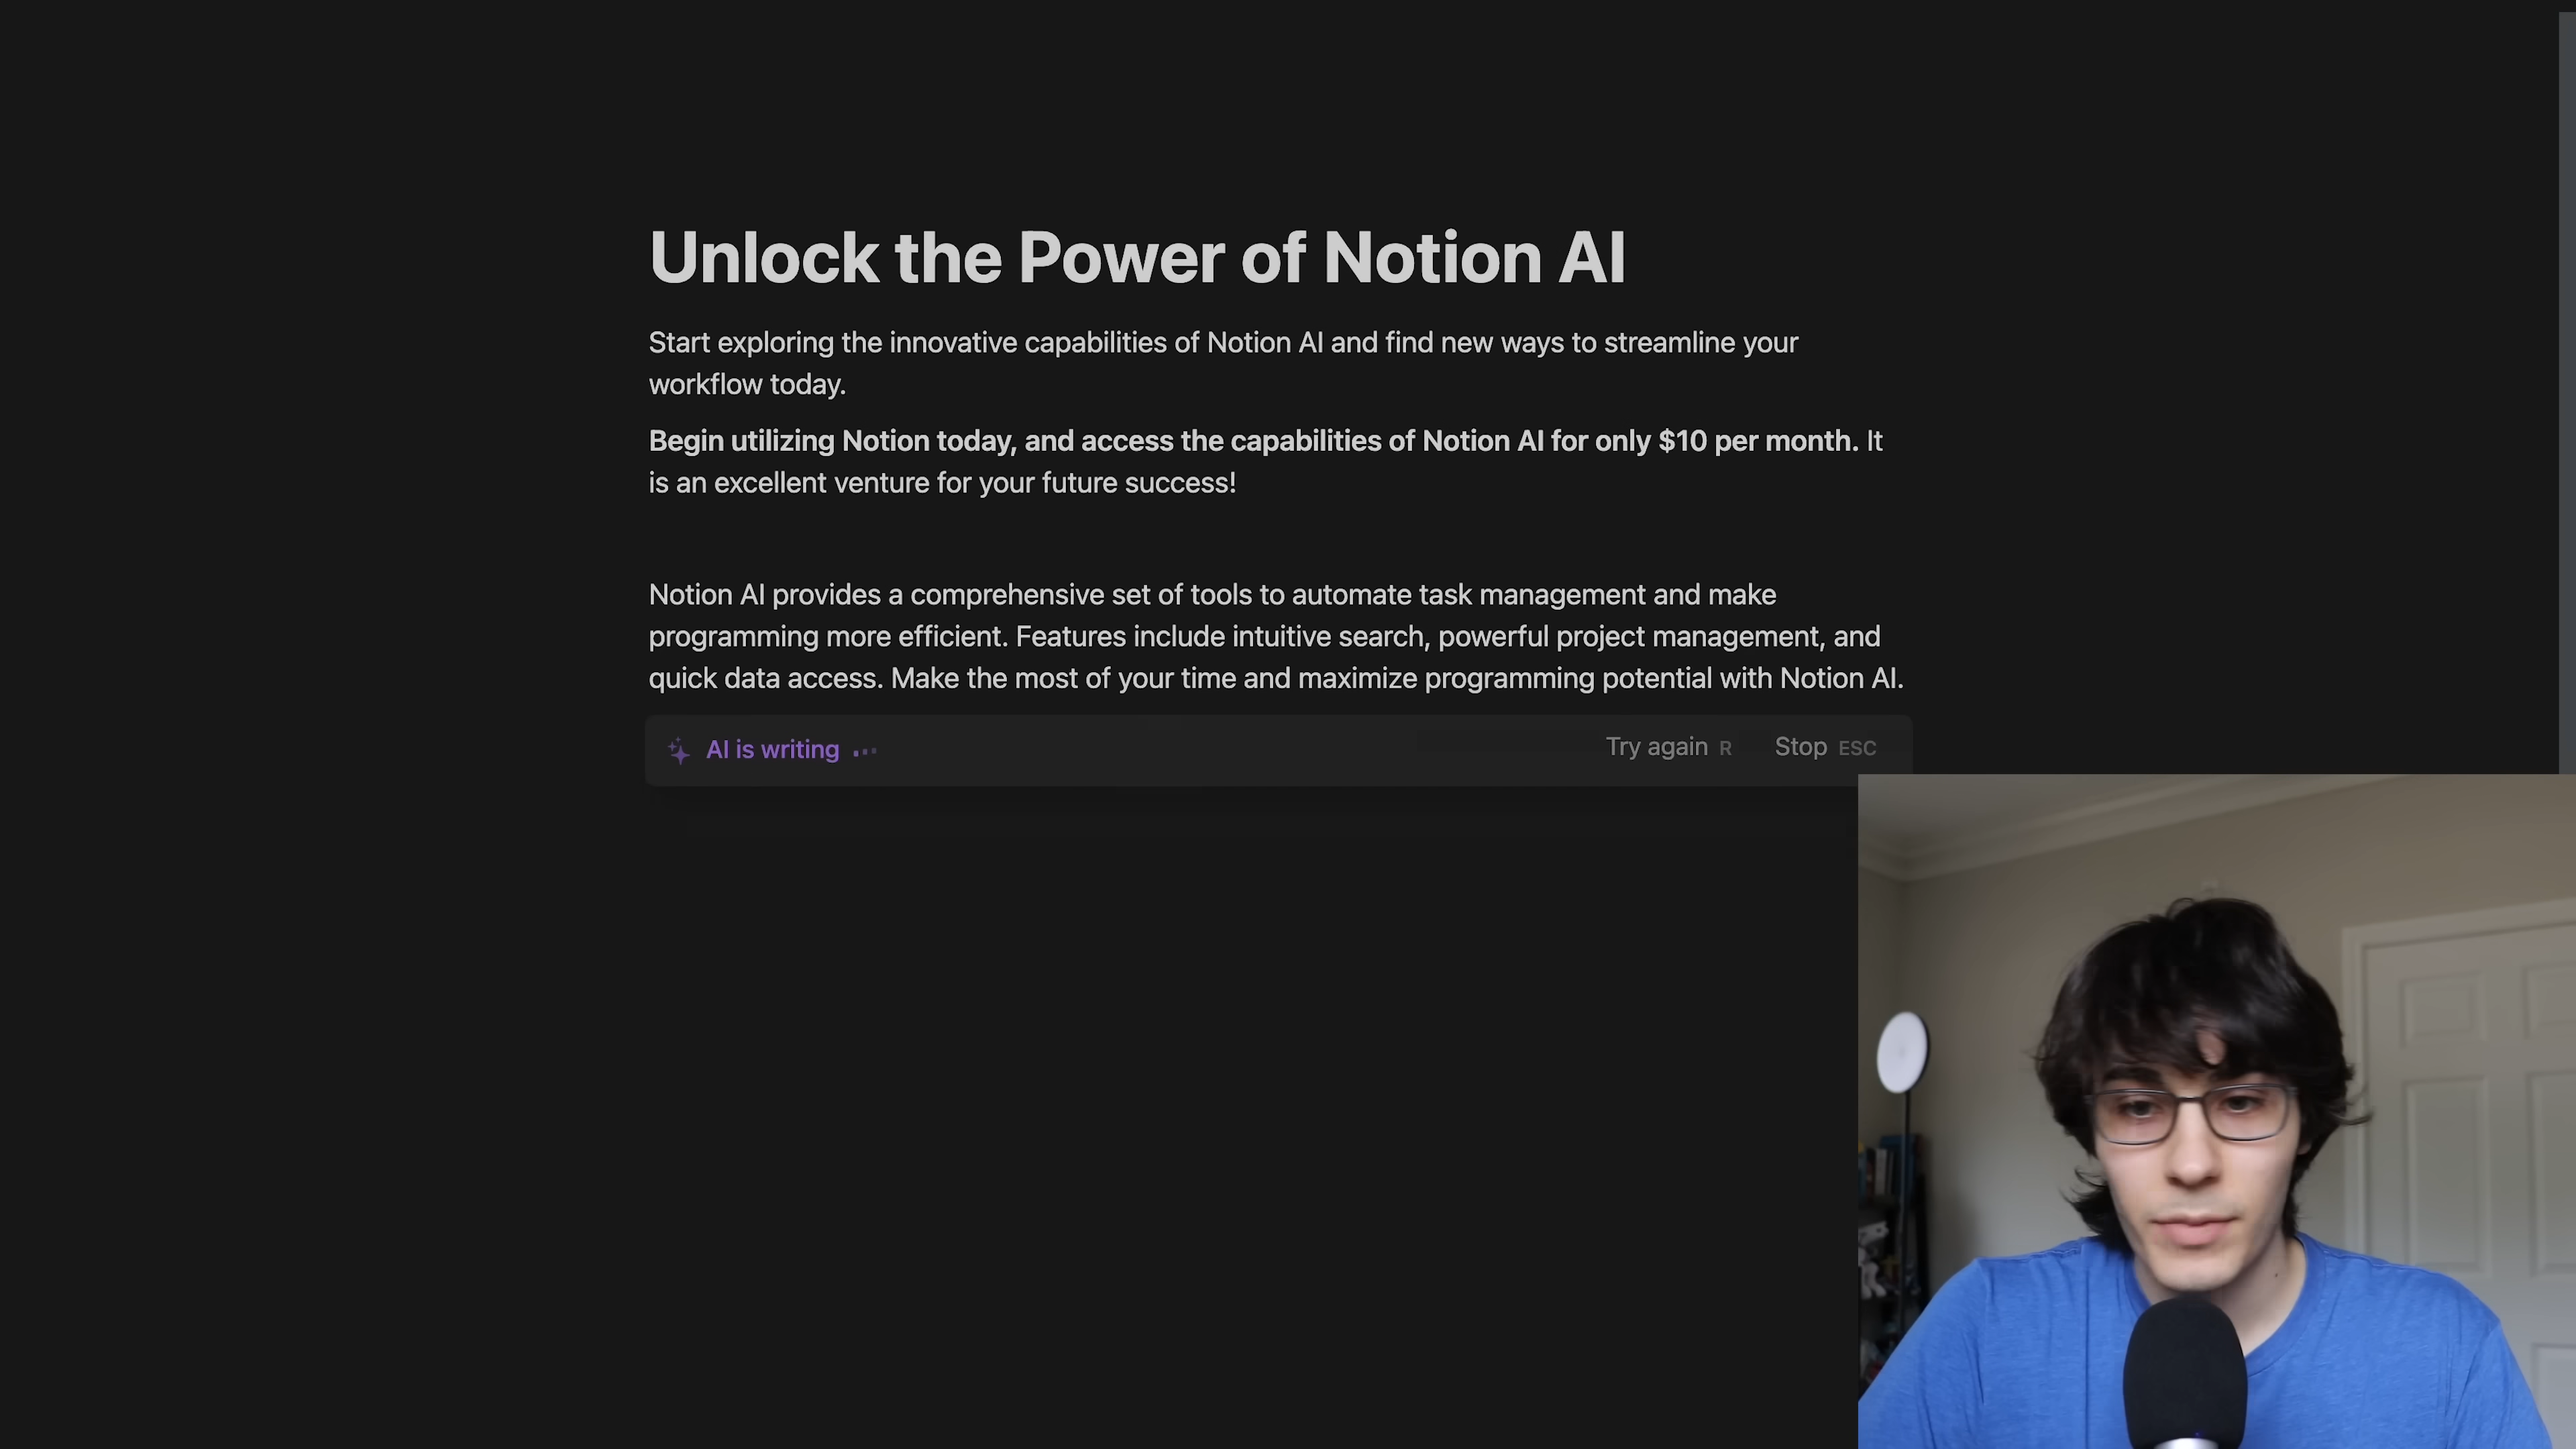 Unlock the Power of Notion AI
Start exploring the innovative capabilities of Notion AI and find new ways to streamline your
workflow today.
Begin utilizing Notion today, and access the capabilities of Notion AI for only $10 per month. It
is an excellent venture for your future success!
Notion AI provides a comprehensive set of tools to automate task management and make
programming more efficient. Features include intuitive search, powerful project management, and
quick data access. Make the most of your time and maximize programming potential with Notion AI.
AI is writing ... Try again R Stop ESC